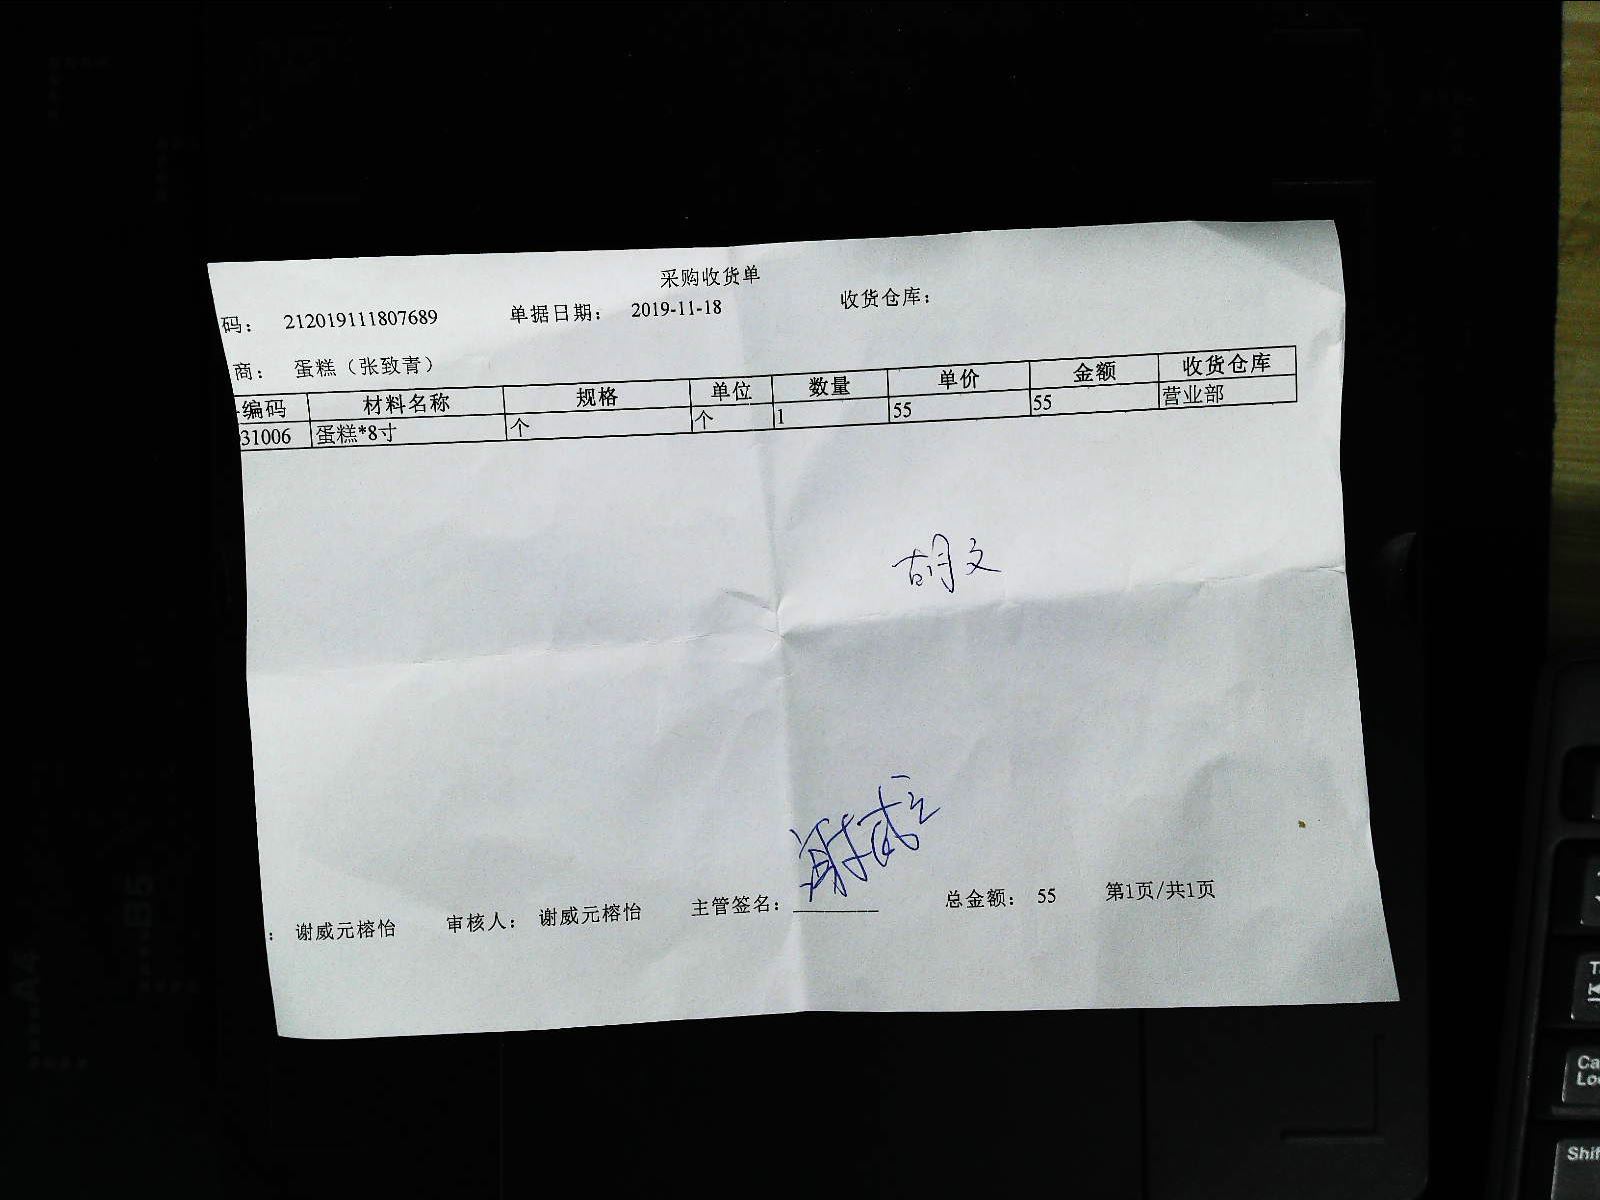 采购收货单
码： 212019111807689 单据日期： 2019-11-18 收货仓库：
商： 蛋糕（张致青）
编码 材料名称 规格 单位 数量 单价 金额 收货仓库
31006 蛋糕*8寸 个 个 1 55 55 营业部
胡文
： 谢威元榕怡 审核人： 谢威元榕怡 主管签名：________ 总金额： 55 第1页/共1页
B5
A4
Shif